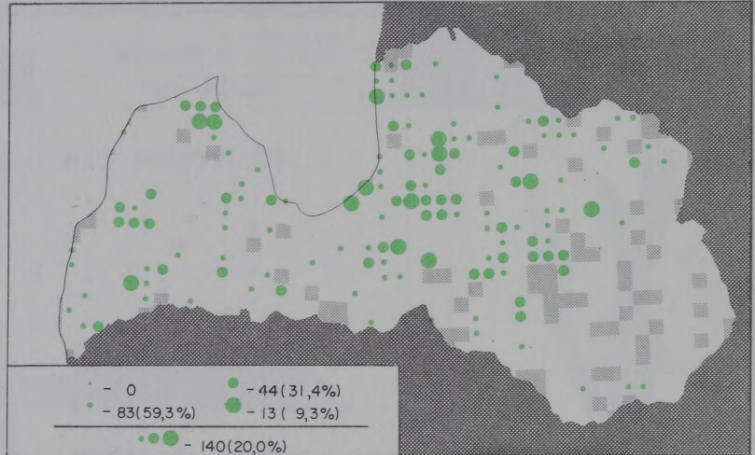 - 0
- 83(59,3%)
- 44(31,4%)
- 13( 9,3%)
- 140(20,0%)